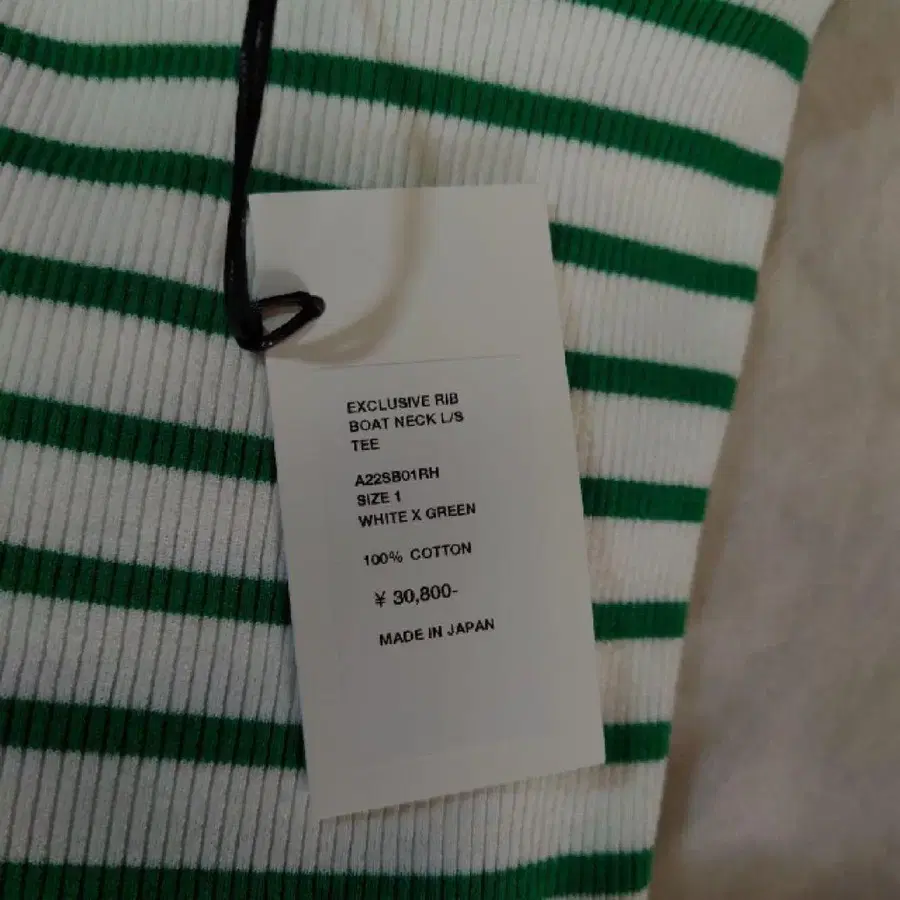 EXCLUSIVE RIB
BOAT NECK L/S
TEE
A22SB01RH
SIZE 1
WHITE X GREEN
100% COTTON
¥ 30,800-
MADE IN JAPAN